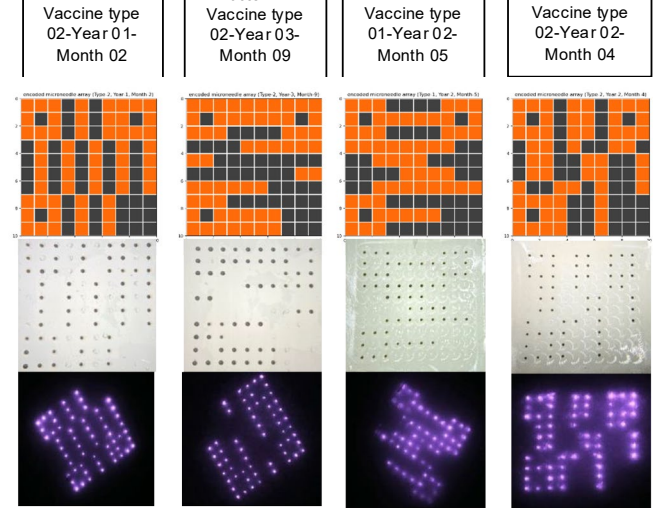 Vaccine type
02-Year 01-
Month 02
Vaccine type
02-Year 03-
Month 09
Vaccine type
01-Year 02-
Month 05
Vaccine type
02-Year 02-
Month 04
encoded microneedle array (Type 2, Year 1, Month 2)
encoded microneedle array (Type 2, Year 3, Month 9)
encoded microneedle array (Type 1, Year 2, Month 5)
encoded microneedle array (Type 2, Year 2, Month 4)